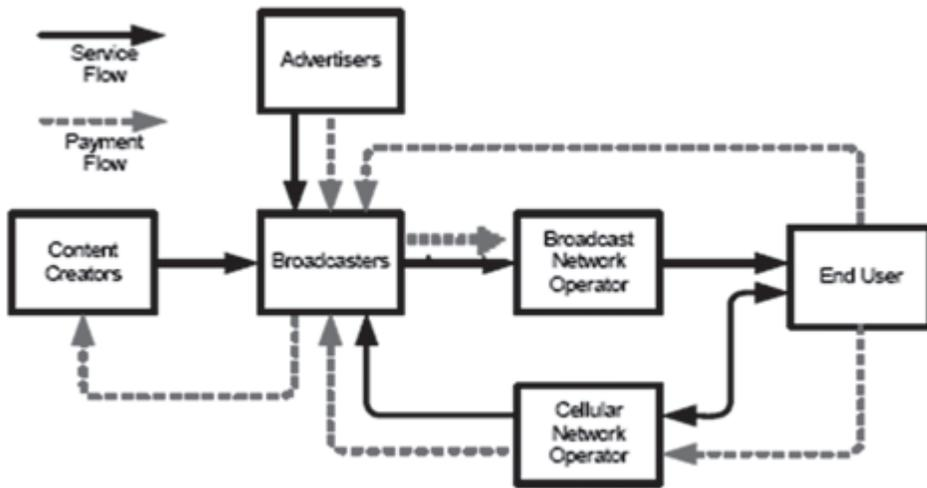 Service
Flow
Advertisers
Payment
Flow
Content
Creators
Broadcasters
Broadcast
Network
Operator
End User
Cellular
Network
Operator